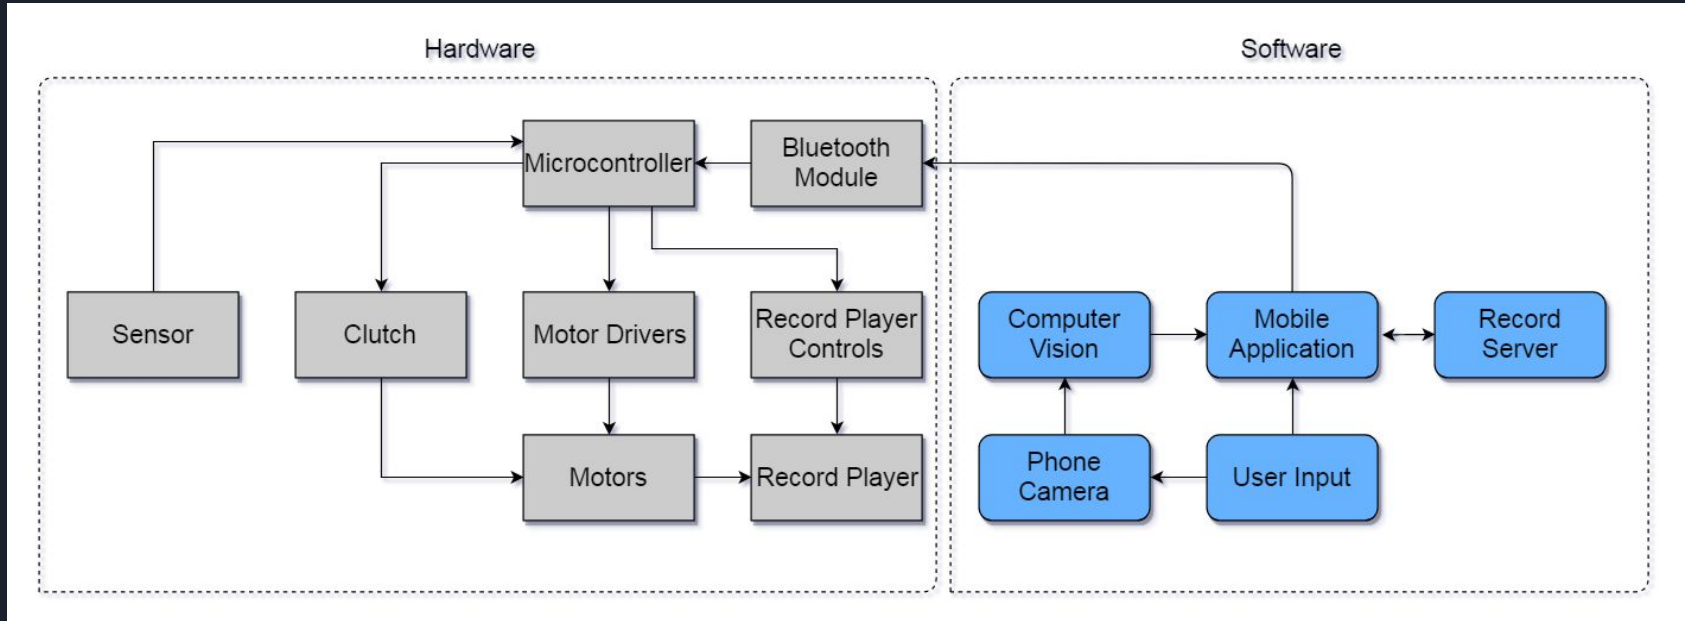 Hardware
Software
Microcontroller
Bluetooth
Module
Sensor
Clutch
Motor Drivers
Record Player
Controls
Computer
Vision
Mobile
Application
Record
Server
Motors
Record Player
Phone
Camera
User Input